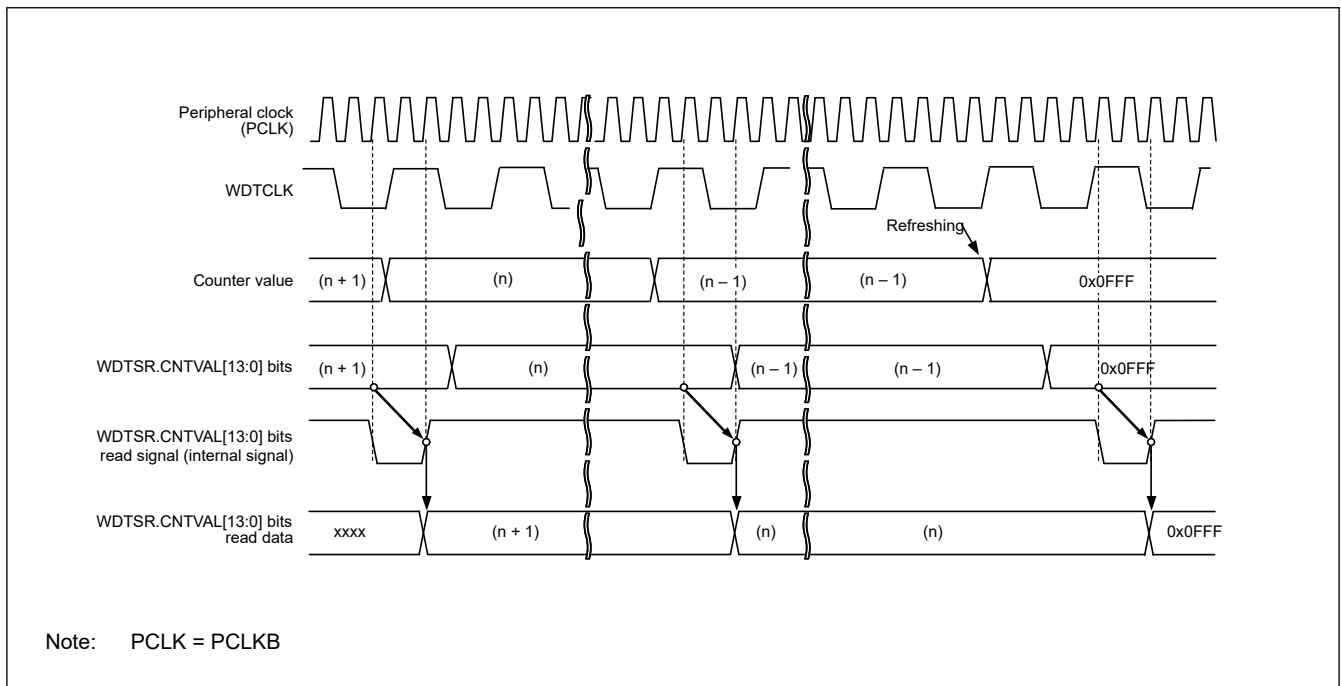 Peripheral clock
(PCLK)
WDTCLK
Refreshing
Counter value
(n + 1)
(n)
(n – 1)
(n – 1)
0x0FFF
WDTSR.CNTVAL[13:0] bits
(n + 1)
(n)
(n – 1)
(n – 1)
0x0FFF
WDTSR.CNTVAL[13:0] bits
read signal (internal signal)
WDTSR.CNTVAL[13:0] bits
read data
xxxx
(n + 1)
(n)
(n)
0x0FFF
Note: PCLK = PCLKB